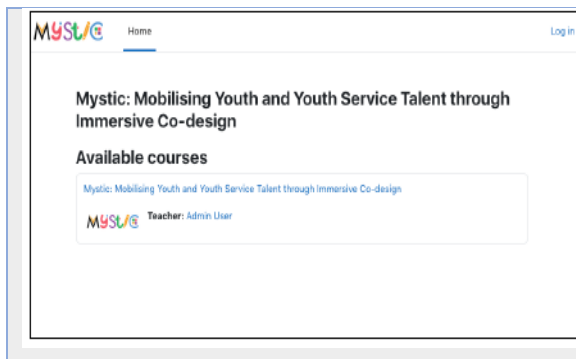 MYSt/C Home Log in
Mystic: Mobilising Youth and Youth Service Talent through
Immersive Co-design
Available courses
Mystic: Mobilising Youth and Youth Service Talent through Immersive Co-design
MYSt/C Teacher: Admin User